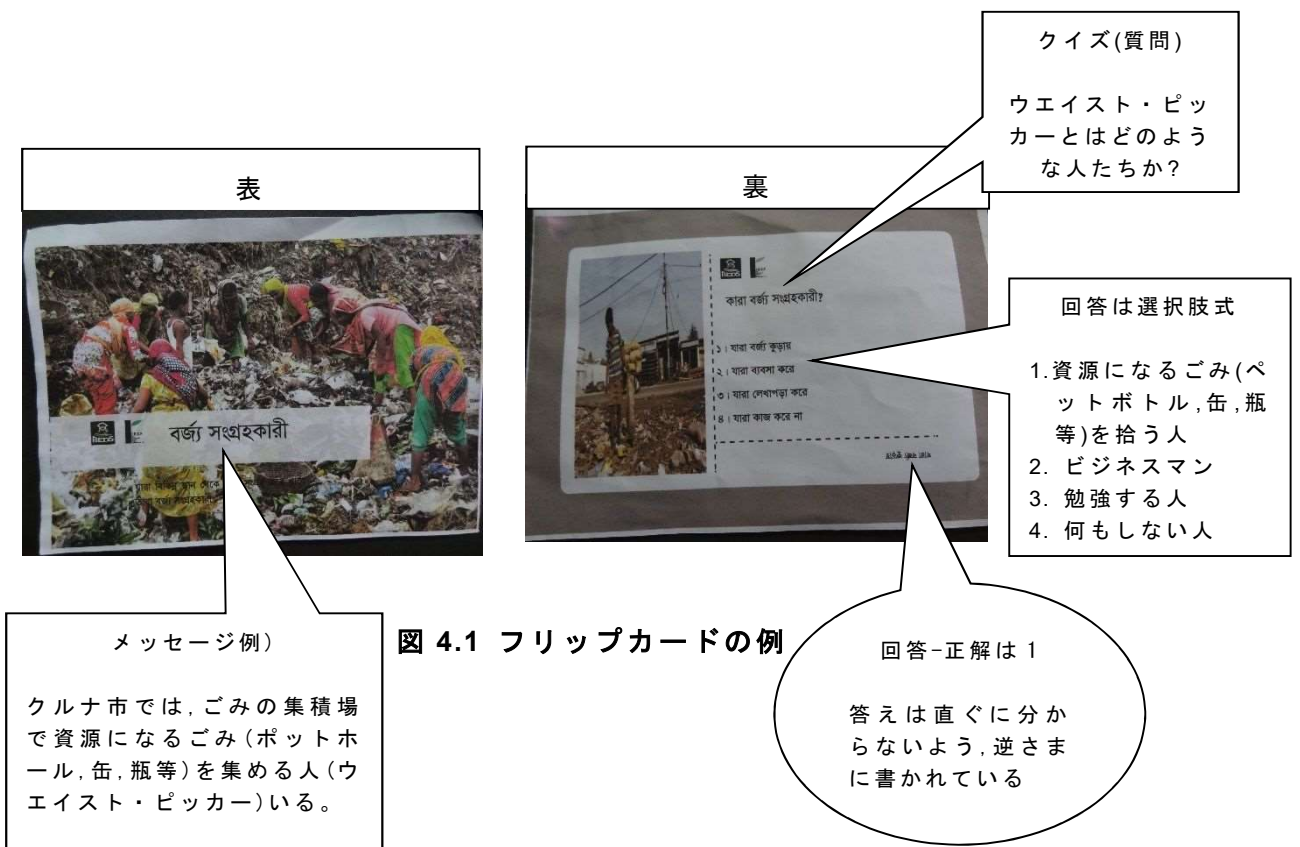 クイズ(質問)
ウエイスト・ピッ
カーとはどのよう
な人たちか?
表
裏
বর্জ্য সংগ্রহকারী
কারা বর্জ্য সংগ্রহকারী?
১। যারা বর্জ্য কুড়ায়
২। যারা ব্যবসা করে
৩। যারা লেখাপড়া করে
৪। যারা কাজ করে না
যারা বর্জ্য কুড়ায়
回答は選択肢式
1.資源になるごみ(ペ
ットボトル,缶,瓶
等)を拾う人
2. ビジネスマン
3. 勉強する人
4. 何もしない人
メッセージ例)
クルナ市では,ごみの集積場
で資源になるごみ(ポットホ
ール,缶,瓶等)を集める人(ウ
エイスト・ピッカー)いる。
図 4.1 フリップカードの例
回答-正解は 1
答えは直ぐに分か
らないよう,逆さま
に書かれている